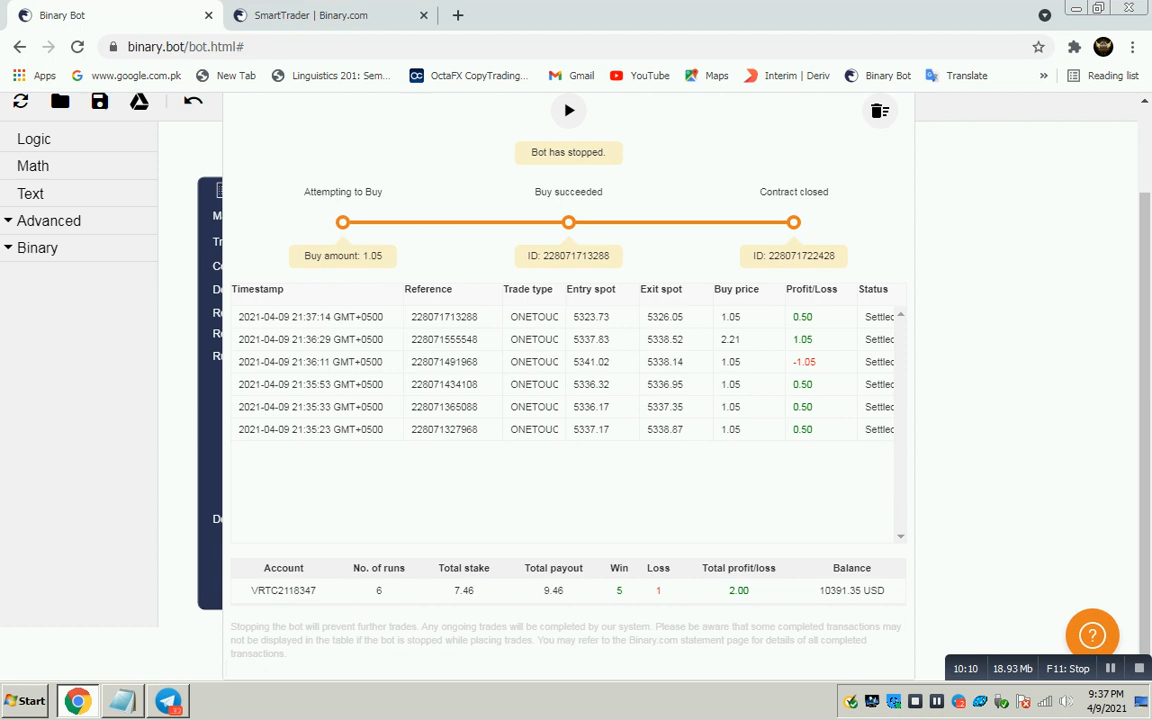 Binary Bot
SmartTrader | Binary.com
binary.bot/bot.html#
Apps www.google.com.pk New Tab Linguistics 201: Sem... OctaFX CopyTrading... Gmail YouTube Maps Interim | Deriv Binary Bot Translate » Reading list
Logic
Math
Text
Advanced
Binary
M
Tr
Co
De
Re
Re
Ru
De
Bot has stopped.
Attempting to Buy Buy succeeded Contract closed
Buy amount: 1.05 ID: 228071713288 ID: 228071722428
Timestamp Reference Trade type Entry spot Exit spot Buy price Profit/Loss Status
2021-04-09 21:37:14 GMT+0500 228071713288 ONETOUC 5323.73 5326.05 1.05 0.50 Settled
2021-04-09 21:36:29 GMT+0500 228071555548 ONETOUC 5337.83 5338.52 2.21 1.05 Settled
2021-04-09 21:36:11 GMT+0500 228071491968 ONETOUC 5341.02 5338.14 1.05 -1.05 Settled
2021-04-09 21:35:53 GMT+0500 228071434108 ONETOUC 5336.32 5336.95 1.05 0.50 Settled
2021-04-09 21:35:33 GMT+0500 228071365088 ONETOUC 5336.17 5337.35 1.05 0.50 Settled
2021-04-09 21:35:23 GMT+0500 228071327968 ONETOUC 5337.17 5338.87 1.05 0.50 Settled
Account No. of runs Total stake Total payout Win Loss Total profit/loss Balance
VRTC2118347 6 7.46 9.46 5 1 2.00 10391.35 USD
Stopping the bot will prevent further trades. Any ongoing trades will be completed by our system. Please be aware that some completed transactions may
not be displayed in the table if the bot is stopped while placing trades. You may refer to the Binary.com statement page for details of all completed
transactions.
?
10:10 18.93 Mb F11: Stop
Start
9:37 PM
4/9/2021